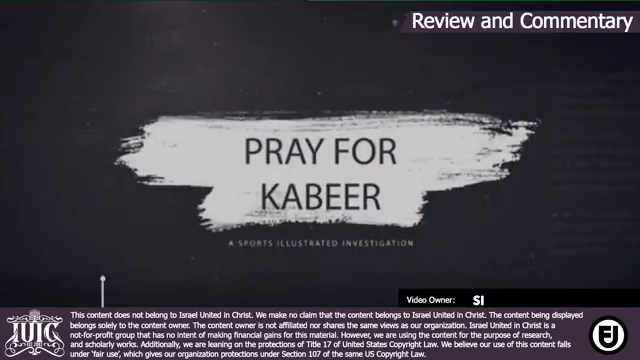 Review and Commentary
PRAY FOR
KABEER
A SPORTS ILLUSTRATED INVESTIGATION
Video Owner: SI
This content does not belong to Israel United in Christ. We make no claim that the content belongs to Israel United in Christ. The content being displayed
belongs solely to the content owner. The content owner is not affiliated nor shares the same views as our organization. Israel United in Christ is a
not-for-profit group that has no intent of making financial gains for this material. However, we are using the content for the purpose of research,
and scholarly works. Additionally, we are leaning on the protections of Title 17 of United States Copyright Law. We believe our use of this content falls
under 'fair use', which gives our organization protections under Section 107 of the same US Copyright Law.
IUIC